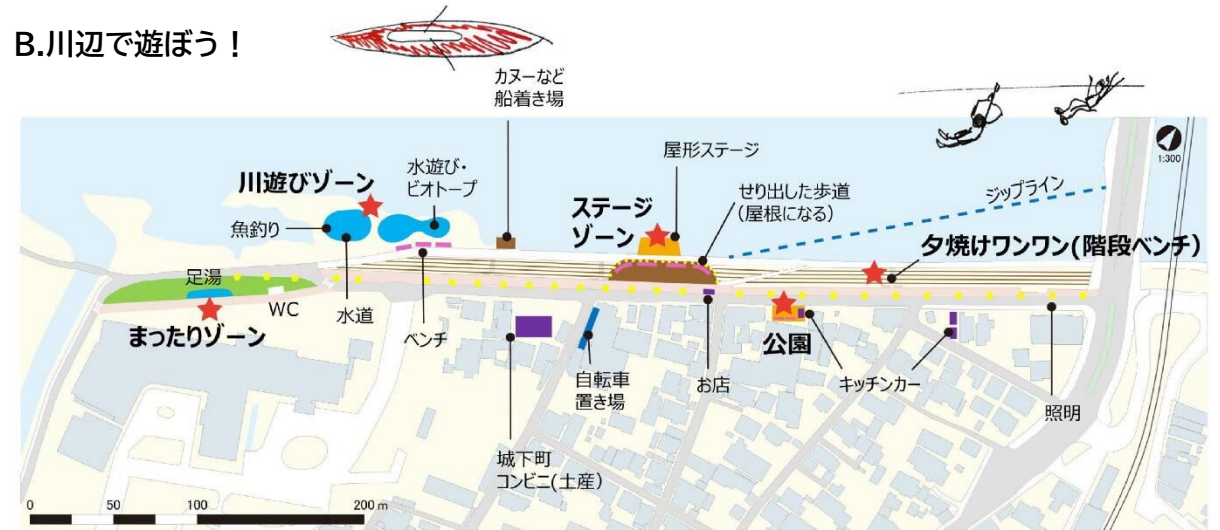 B.川辺で遊ぼう！
カヌーなど
船着き場
1:300
川遊びゾーン
水遊び・
ビオトープ
屋形ステージ
ステージ
ゾーン
せり出した歩道
（屋根になる）
ジップライン
魚釣り
夕焼けワンワン(階段ベンチ)
足湯
WC
水道
まったりゾーン
ベンチ
公園
自転車
置き場
お店
キッチンカー
照明
城下町
コンビニ(土産)
0 50 100 200 m